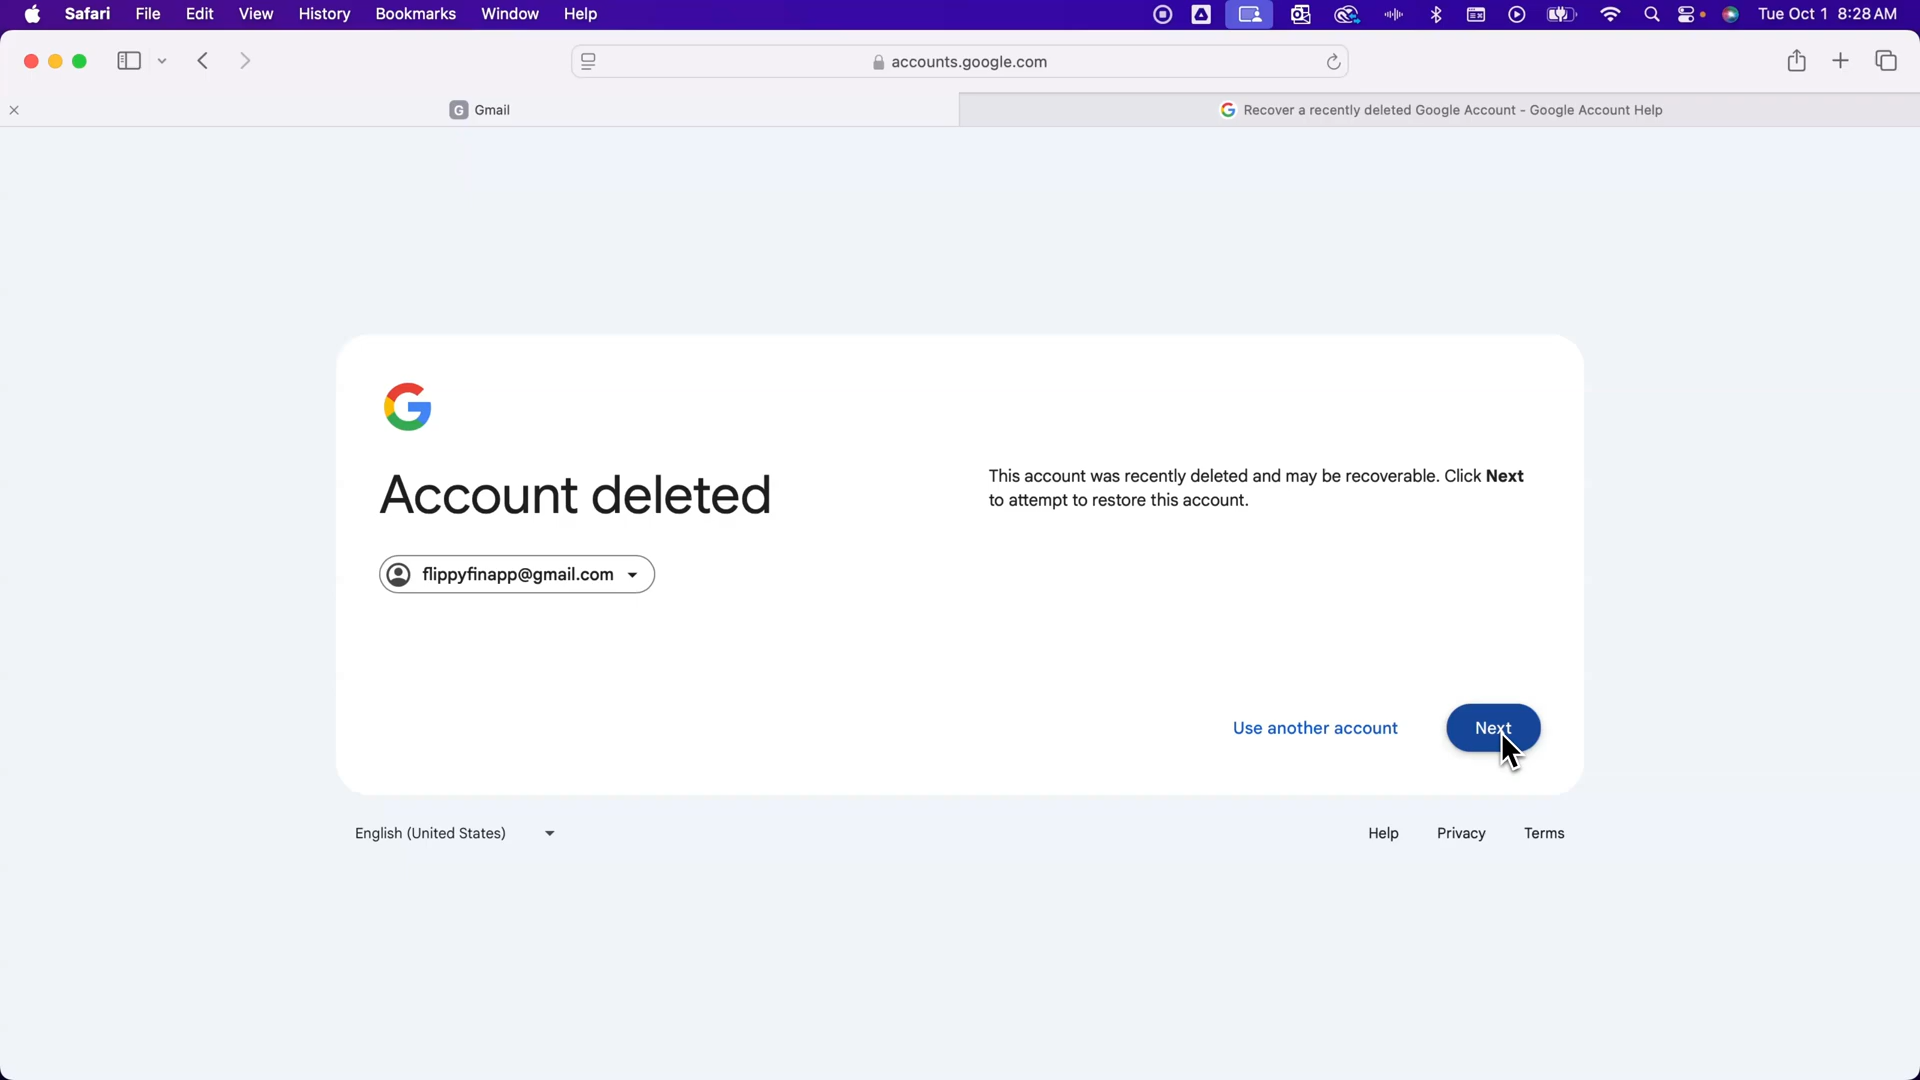 Safari File Edit View History Bookmarks Window Help Tue Oct 1 8:28 AM
accounts.google.com
G Gmail
Recover a recently deleted Google Account - Google Account Help
Account deleted
flippyfinapp@gmail.com
This account was recently deleted and may be recoverable. Click Next
to attempt to restore this account.
Use another account
Next
English (United States)
Help Privacy Terms